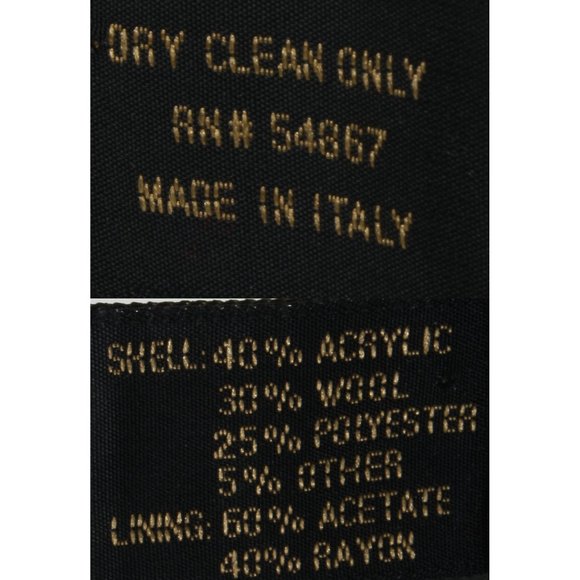 DRY CLEAN ONLY
RN# 54867
MADE IN ITALY
SHELL: 40% ACRYLIC
30% WOOL
25% POLYESTER
5% OTHER
LINING: 60% ACETATE
40% RAYON